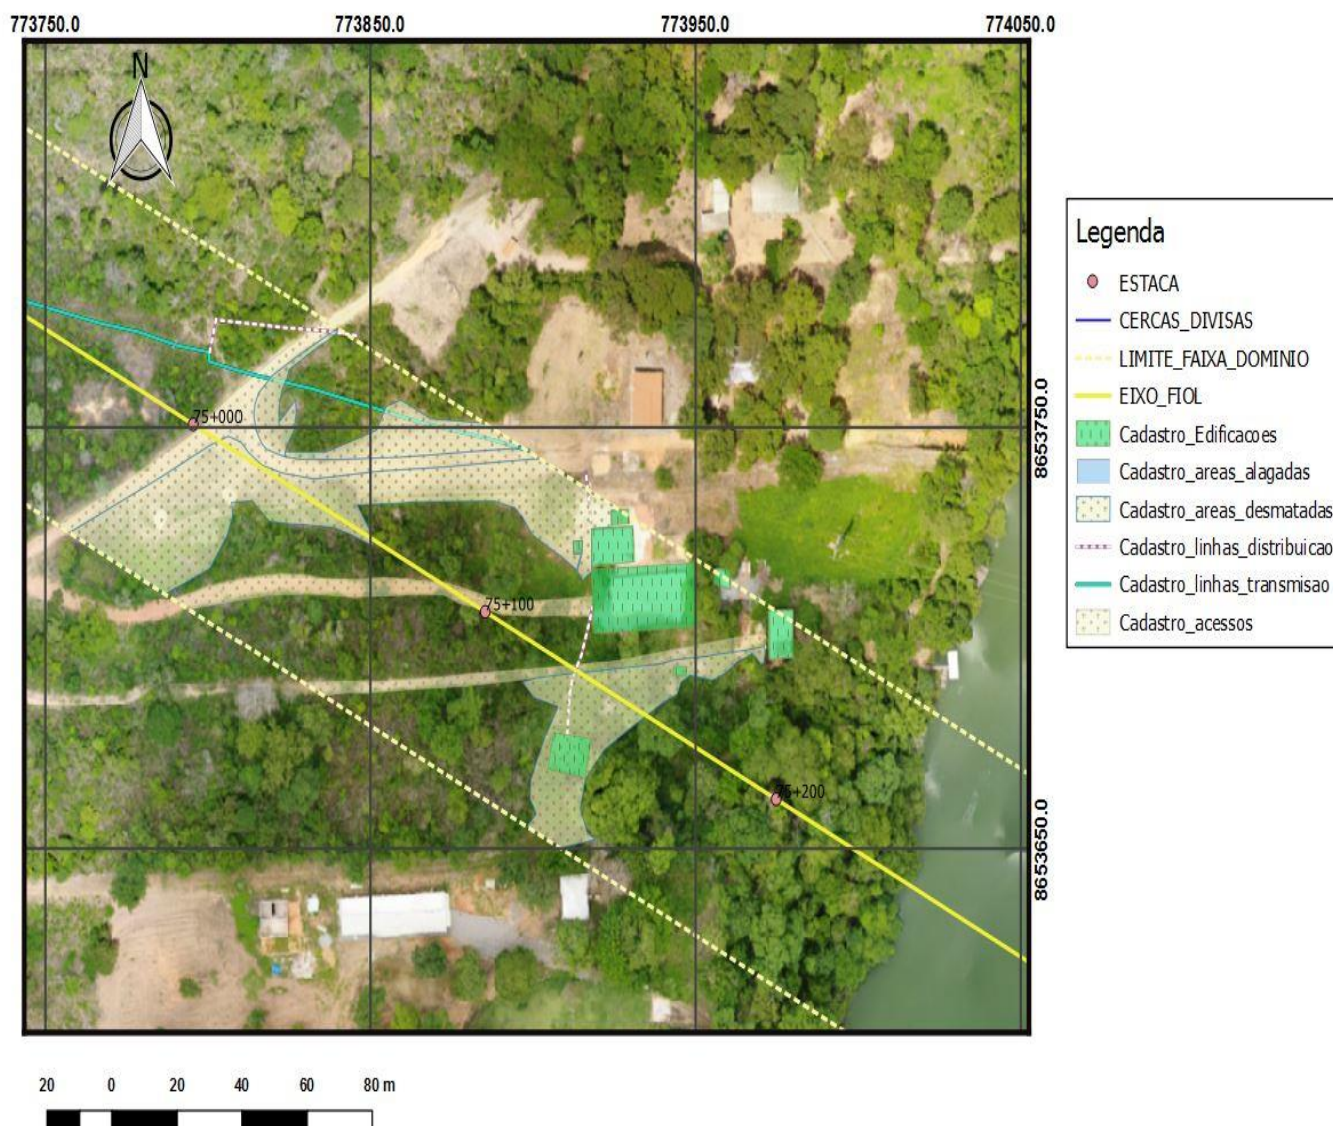 773750.0 773850.0 773950.0 774050.0
N
Legenda
ESTACA
CERCAS_DIVISAS
LIMITE_FAIXA_DOMINIO
EIXO_FIOL
Cadastro_Edificacoes
Cadastro_areas_alagadas
Cadastro_areas_desmatadas
Cadastro_linhas_distribuicao
Cadastro_linhas_transmisao
Cadastro_acessos
75+000
8653750.0
75+100
75+200
8653650.0
20 0 20 40 60 80 m